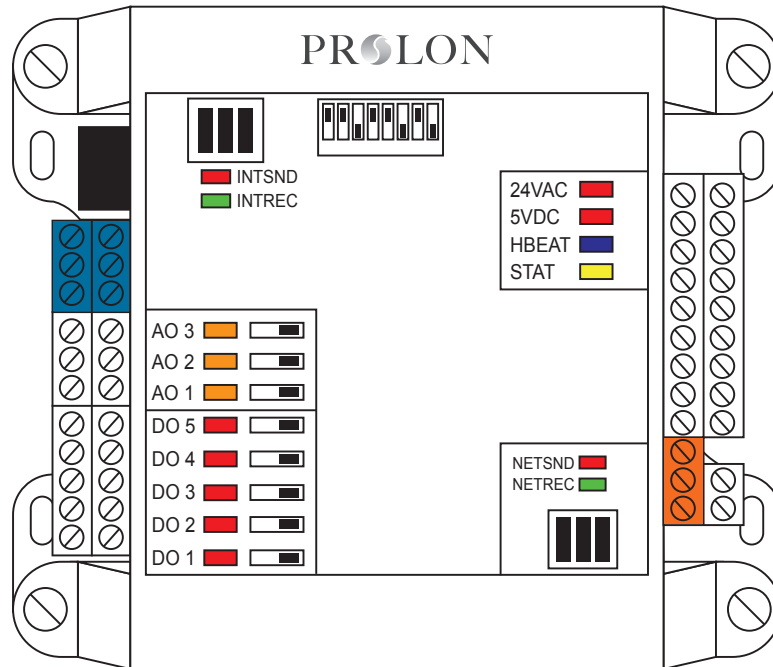 PROLON
INTSND
INTREC
24VAC
5VDC
HBEAT
STAT
AO 3
AO 2
AO 1
DO 5
DO 4
DO 3
DO 2
DO 1
NETSND
NETREC